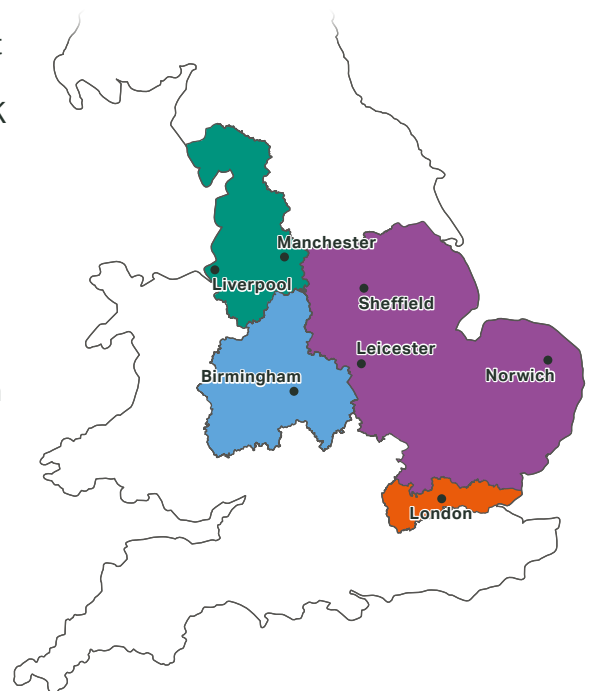 K
Manchester
Liverpool
Sheffield
Leicester
Birmingham
Norwich
London